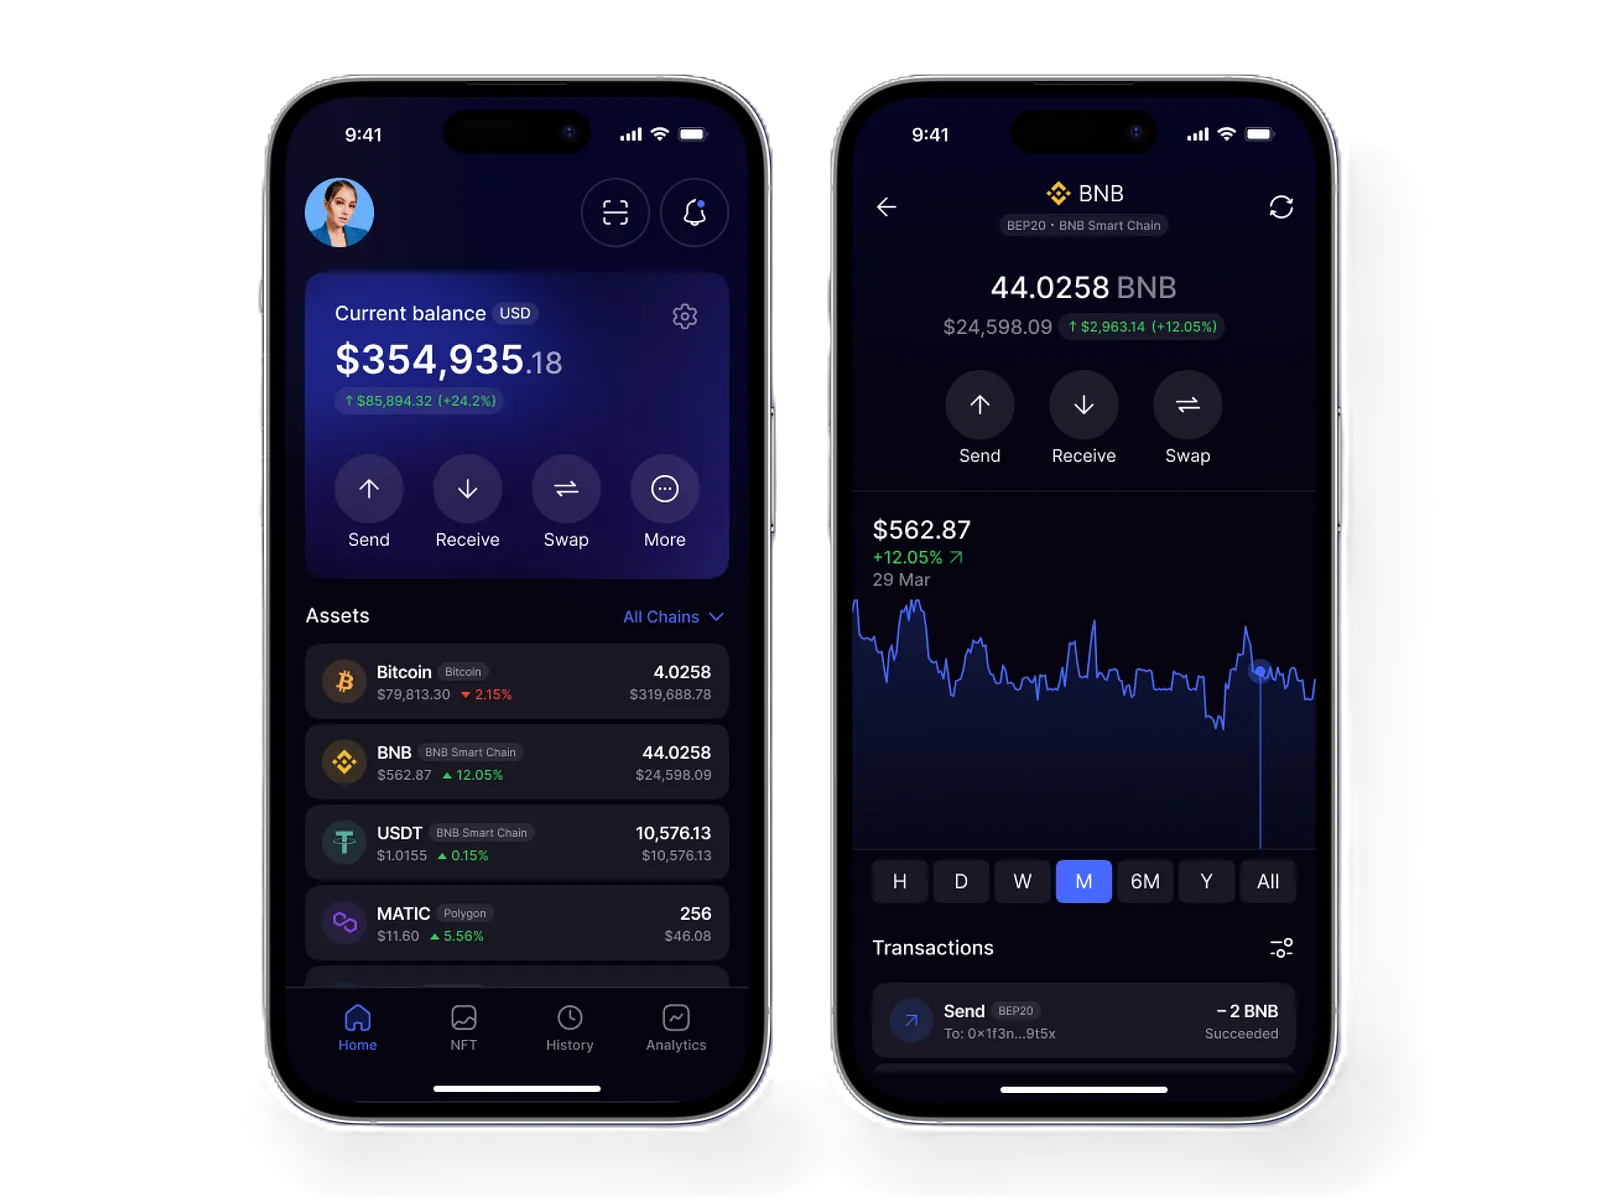 9:41
Current balance USD
$354,935.18
↑ $85,894.32 (+24.2%)
Send Receive Swap More
Assets All Chains
Bitcoin Bitcoin 4.0258
$79,813.30 ▼ 2.15% $319,688.78
BNB BNB Smart Chain 44.0258
$562.87 ▲ 12.05% $24,598.09
USDT BNB Smart Chain 10,576.13
$1.0155 ▲ 0.15% $10,576.13
MATIC Polygon 256
$11.60 ▲ 5.56% $46.08
Home NFT History Analytics
9:41
BNB
BEP20 • BNB Smart Chain
44.0258 BNB
$24,598.09 ↑ $2,963.14 (+12.05%)
Send Receive Swap
$562.87
+12.05% ↗
29 Mar
H D W M 6M Y All
Transactions
Send BEP20 −2 BNB
To: 0×1f3n...9t5x Succeeded